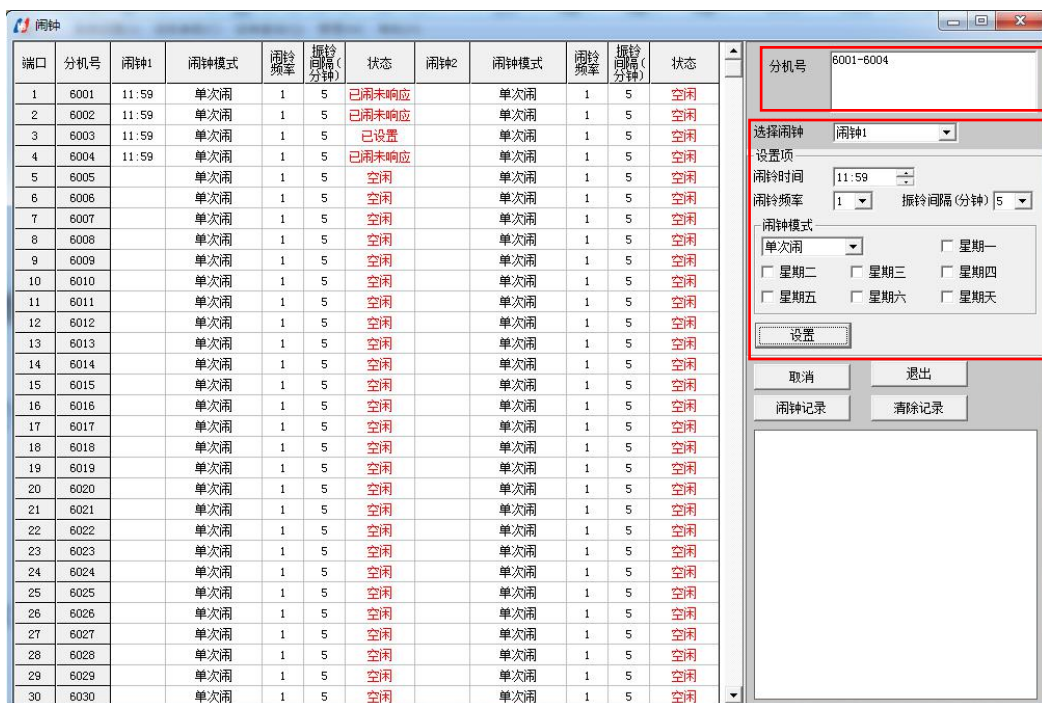 闹钟
端口 分机号 闹钟1 闹钟模式 闹铃频率 振铃间隔(分钟) 状态 闹钟2 闹钟模式 闹铃频率 振铃间隔(分钟) 状态
1 6001 11:59 单次闹 1 5 已闹未响应 单次闹 1 5 空闲
2 6002 11:59 单次闹 1 5 已闹未响应 单次闹 1 5 空闲
3 6003 11:59 单次闹 1 5 已设置 单次闹 1 5 空闲
4 6004 11:59 单次闹 1 5 已闹未响应 单次闹 1 5 空闲
5 6005 单次闹 1 5 空闲 单次闹 1 5 空闲
6 6006 单次闹 1 5 空闲 单次闹 1 5 空闲
7 6007 单次闹 1 5 空闲 单次闹 1 5 空闲
8 6008 单次闹 1 5 空闲 单次闹 1 5 空闲
9 6009 单次闹 1 5 空闲 单次闹 1 5 空闲
10 6010 单次闹 1 5 空闲 单次闹 1 5 空闲
11 6011 单次闹 1 5 空闲 单次闹 1 5 空闲
12 6012 单次闹 1 5 空闲 单次闹 1 5 空闲
13 6013 单次闹 1 5 空闲 单次闹 1 5 空闲
14 6014 单次闹 1 5 空闲 单次闹 1 5 空闲
15 6015 单次闹 1 5 空闲 单次闹 1 5 空闲
16 6016 单次闹 1 5 空闲 单次闹 1 5 空闲
17 6017 单次闹 1 5 空闲 单次闹 1 5 空闲
18 6018 单次闹 1 5 空闲 单次闹 1 5 空闲
19 6019 单次闹 1 5 空闲 单次闹 1 5 空闲
20 6020 单次闹 1 5 空闲 单次闹 1 5 空闲
21 6021 单次闹 1 5 空闲 单次闹 1 5 空闲
22 6022 单次闹 1 5 空闲 单次闹 1 5 空闲
23 6023 单次闹 1 5 空闲 单次闹 1 5 空闲
24 6024 单次闹 1 5 空闲 单次闹 1 5 空闲
25 6025 单次闹 1 5 空闲 单次闹 1 5 空闲
26 6026 单次闹 1 5 空闲 单次闹 1 5 空闲
27 6027 单次闹 1 5 空闲 单次闹 1 5 空闲
28 6028 单次闹 1 5 空闲 单次闹 1 5 空闲
29 6029 单次闹 1 5 空闲 单次闹 1 5 空闲
30 6030 单次闹 1 5 空闲 单次闹 1 5 空闲
分机号 6001-6004
选择闹钟 闹钟1
设置项
闹铃时间 11:59
闹铃频率 1 振铃间隔(分钟) 5
闹钟模式
单次闹 星期一
星期二 星期三 星期四
星期五 星期六 星期天
设置
取消 退出
闹钟记录 清除记录